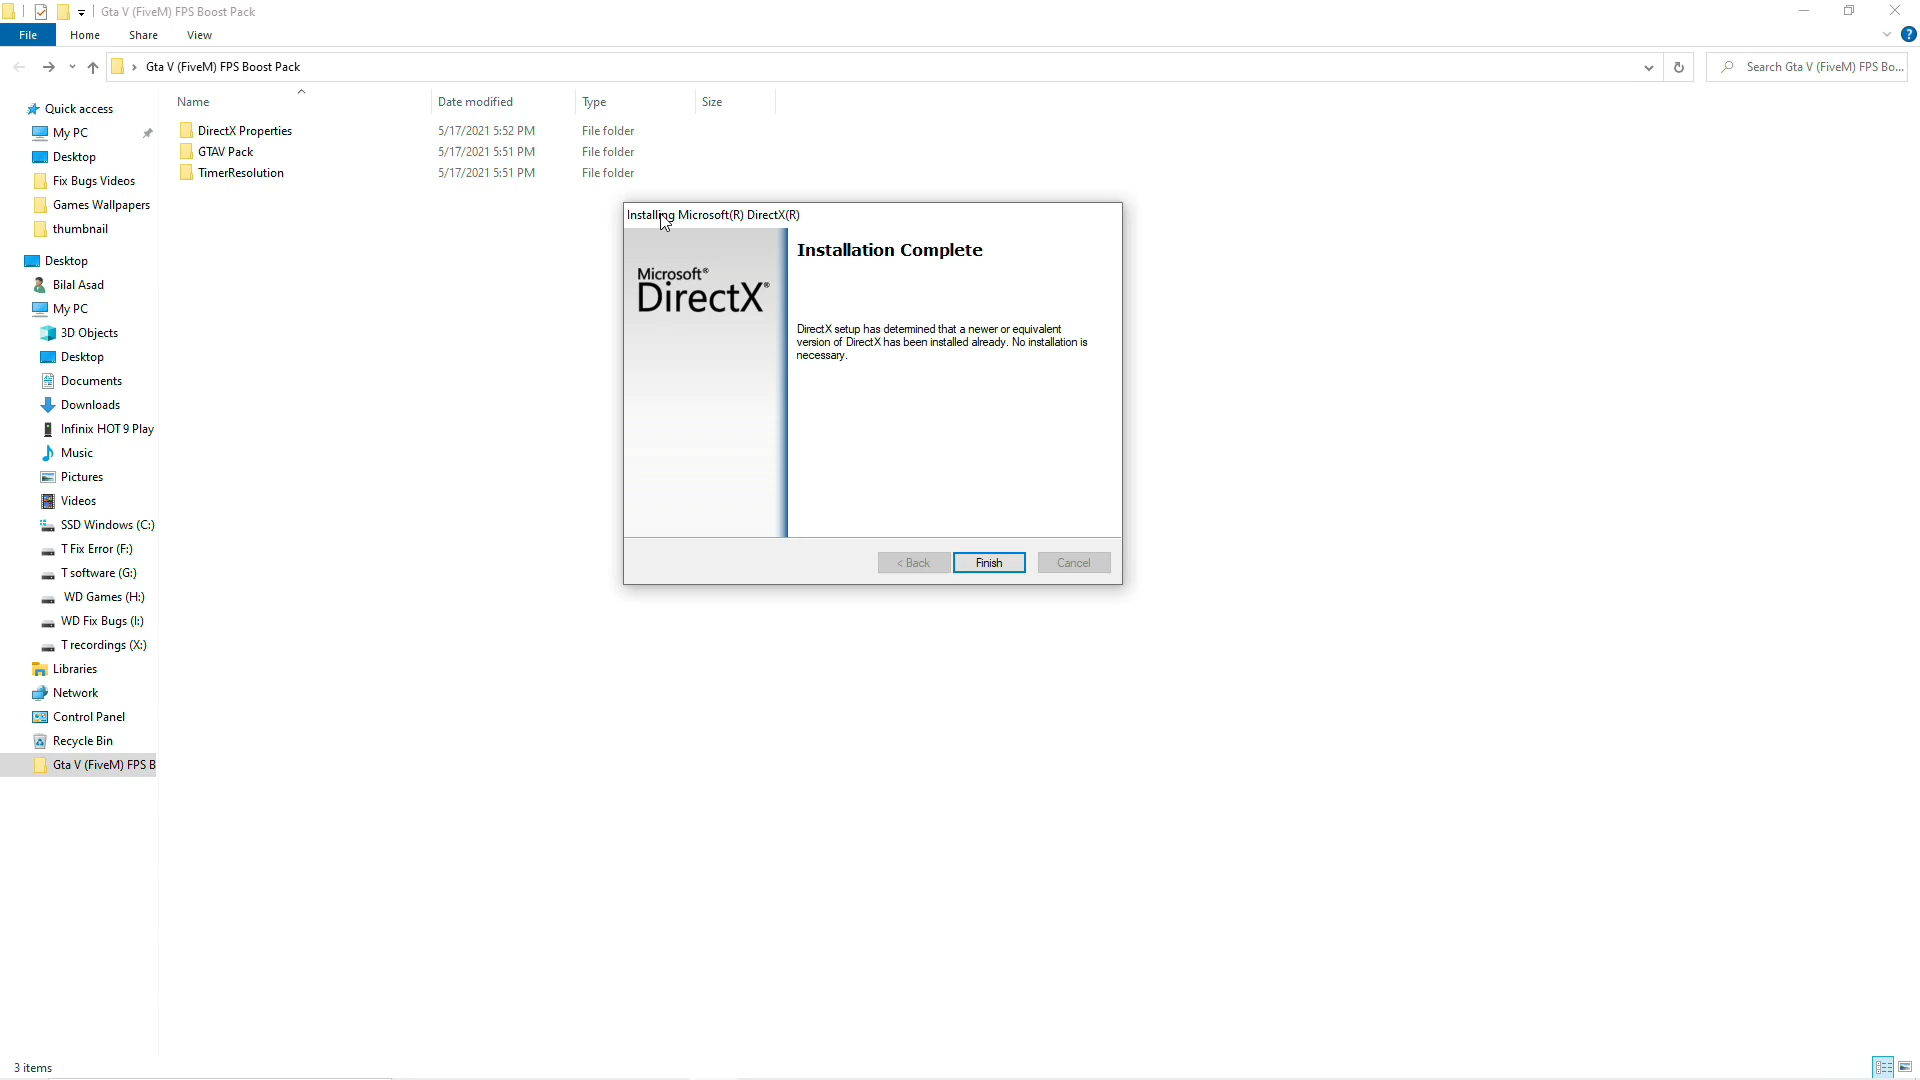 Gta V (FiveM) FPS Boost Pack
File Home Share View
Gta V (FiveM) FPS Boost Pack
Search Gta V (FiveM) FPS Bo...
Name Date modified Type Size
DirectX Properties 5/17/2021 5:52 PM File folder
GTAV Pack 5/17/2021 5:51 PM File folder
TimerResolution 5/17/2021 5:51 PM File folder
Quick access
My PC
Desktop
Fix Bugs Videos
Games Wallpapers
thumbnail
Desktop
Bilal Asad
My PC
3D Objects
Desktop
Documents
Downloads
Infinix HOT 9 Play
Music
Pictures
Videos
SSD Windows (C:)
T Fix Error (F:)
T software (G:)
WD Games (H:)
WD Fix Bugs (I:)
T recordings (X:)
Libraries
Network
Control Panel
Recycle Bin
Gta V (FiveM) FPS B
Installing Microsoft(R) DirectX(R)
Microsoft®
DirectX®
Installation Complete
DirectX setup has determined that a newer or equivalent
version of DirectX has been installed already. No installation is
necessary.
< Back Finish Cancel
3 items